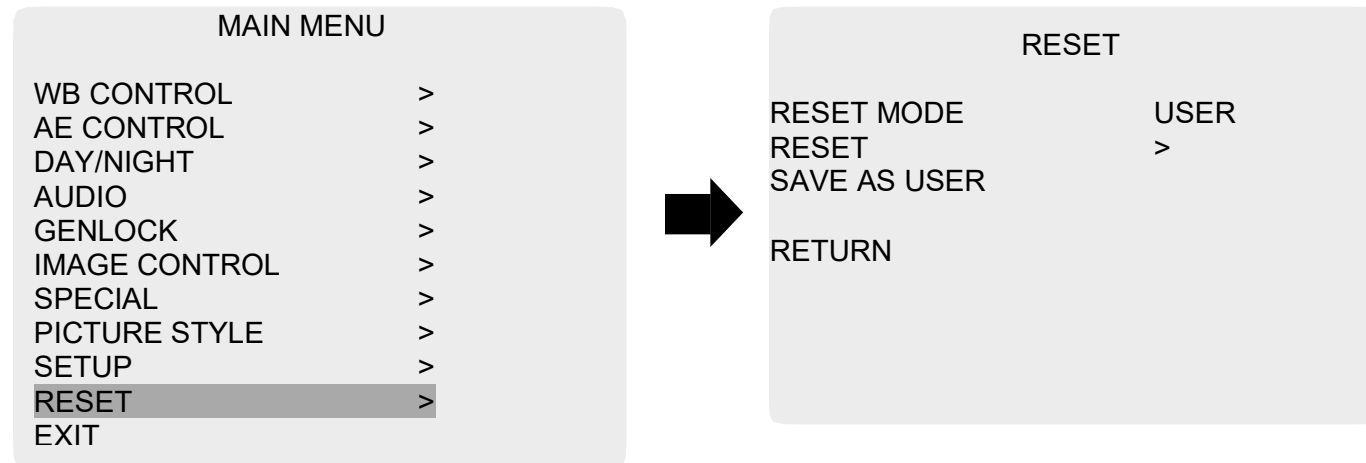 MAIN MENU
WB CONTROL >
AE CONTROL >
DAY/NIGHT >
AUDIO >
GENLOCK >
IMAGE CONTROL >
SPECIAL >
PICTURE STYLE >
SETUP >
RESET >
EXIT
RESET
RESET MODE USER
RESET >
SAVE AS USER
RETURN